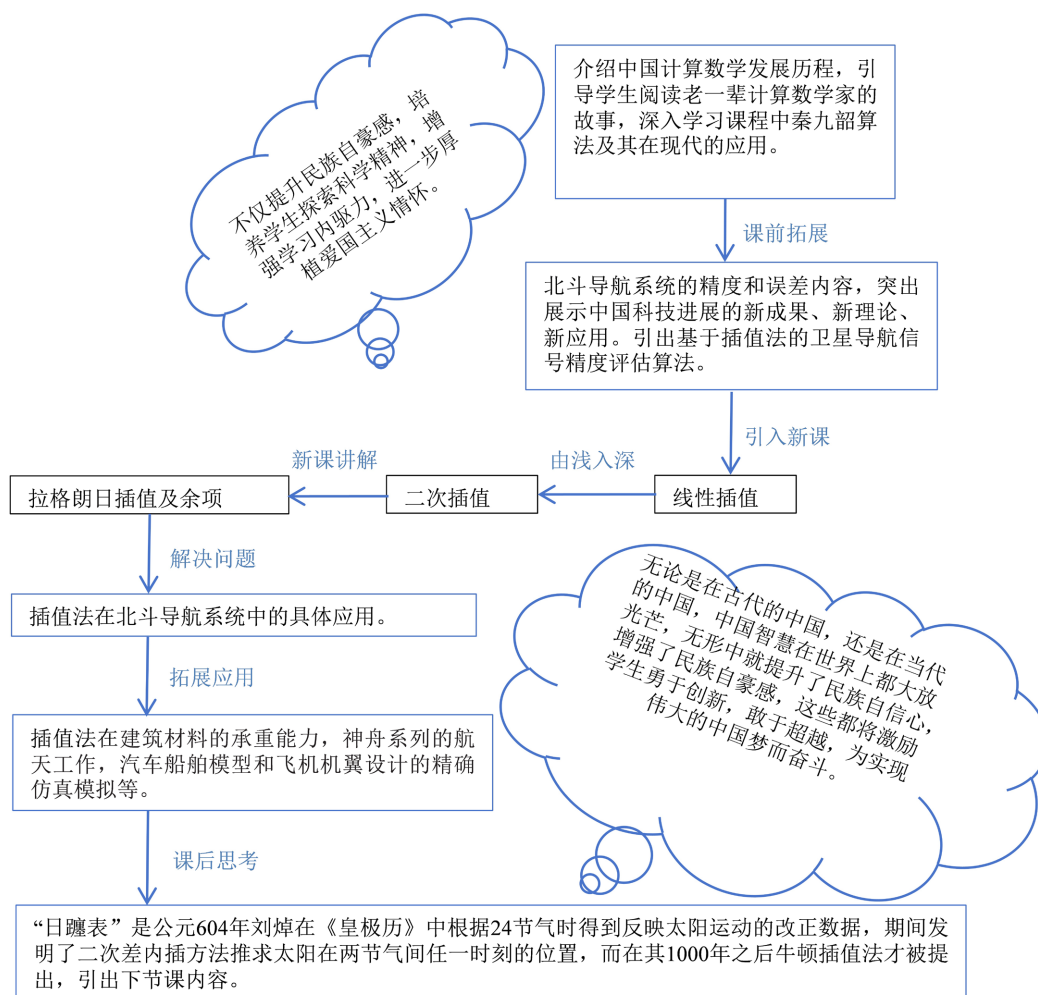 介绍中国计算数学发展历程，引
导学生阅读老一辈计算数学家的
故事，深入学习课程中秦九韶算
法及其在现代的应用。
不仅提升民族自豪感，培
养学生探索科学精神，增
强学习内驱力，进一步厚
植爱国主义情怀。
课前拓展
北斗导航系统的精度和误差内容，突出
展示中国科技进展的新成果、新理论、
新应用。引出基于插值法的卫星导航信
号精度评估算法。
引入新课
线性插值
由浅入深
二次插值
新课讲解
拉格朗日插值及余项
解决问题
插值法在北斗导航系统中的具体应用。
拓展应用
插值法在建筑材料的承重能力，神舟系列的航
天工作，汽车船舶模型和飞机机翼设计的精确
仿真模拟等。
无论是在古代的中国，还是在当代
的中国，中国智慧在世界上都大放
光芒，无形中就提升了民族自信心，
增强了民族自豪感，这些都将激励
学生勇于创新，敢于超越，为实现
伟大的中国梦而奋斗。
课后思考
“日躔表”是公元604年刘焯在《皇极历》中根据24节气时得到反映太阳运动的改正数据，期间发
明了二次差内插方法推求太阳在两节气间任一时刻的位置，而在其1000年之后牛顿插值法才被提
出，引出下节课内容。